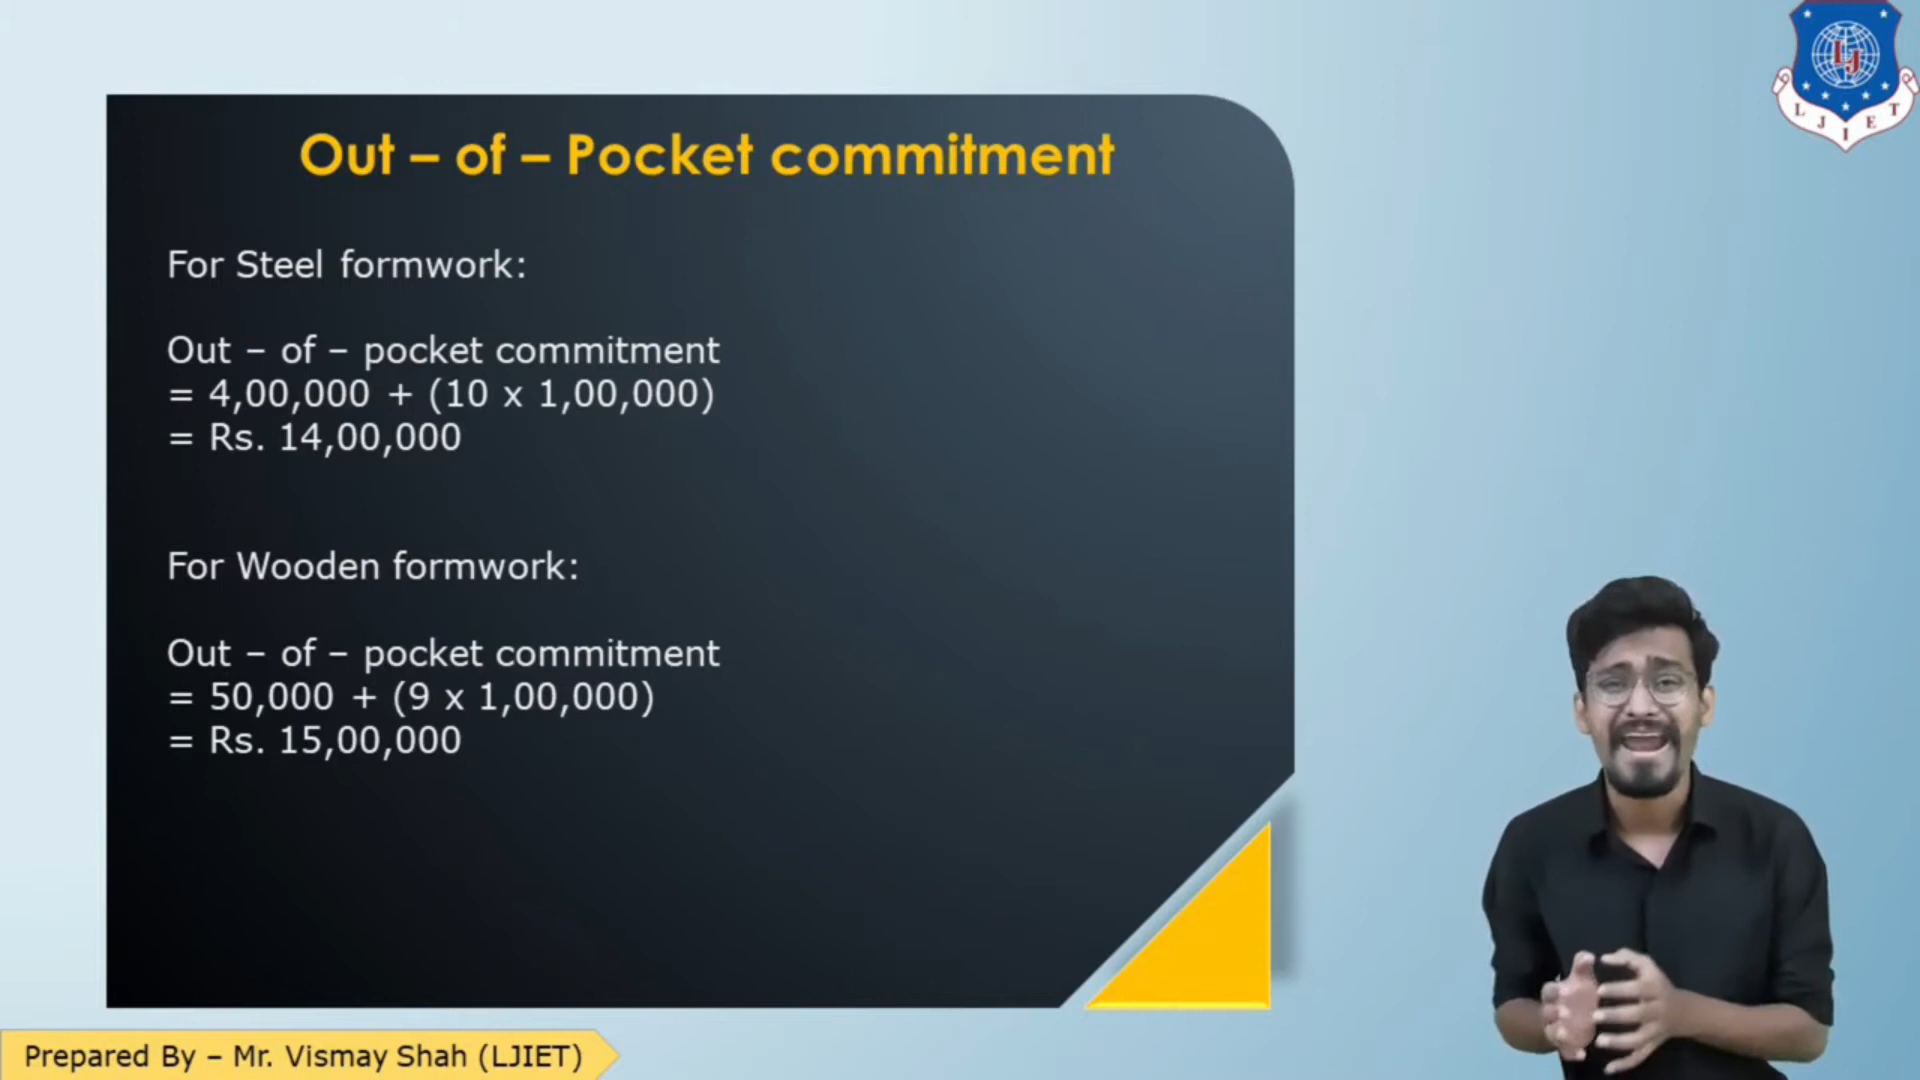 Out – of – Pocket commitment
For Steel formwork:
Out – of – pocket commitment
= 4,00,000 + (10 x 1,00,000)
= Rs. 14,00,000
For Wooden formwork:
Out – of – pocket commitment
= 50,000 + (9 x 1,00,000)
= Rs. 15,00,000
Prepared By – Mr. Vismay Shah (LJIET)
LJ
LJIET